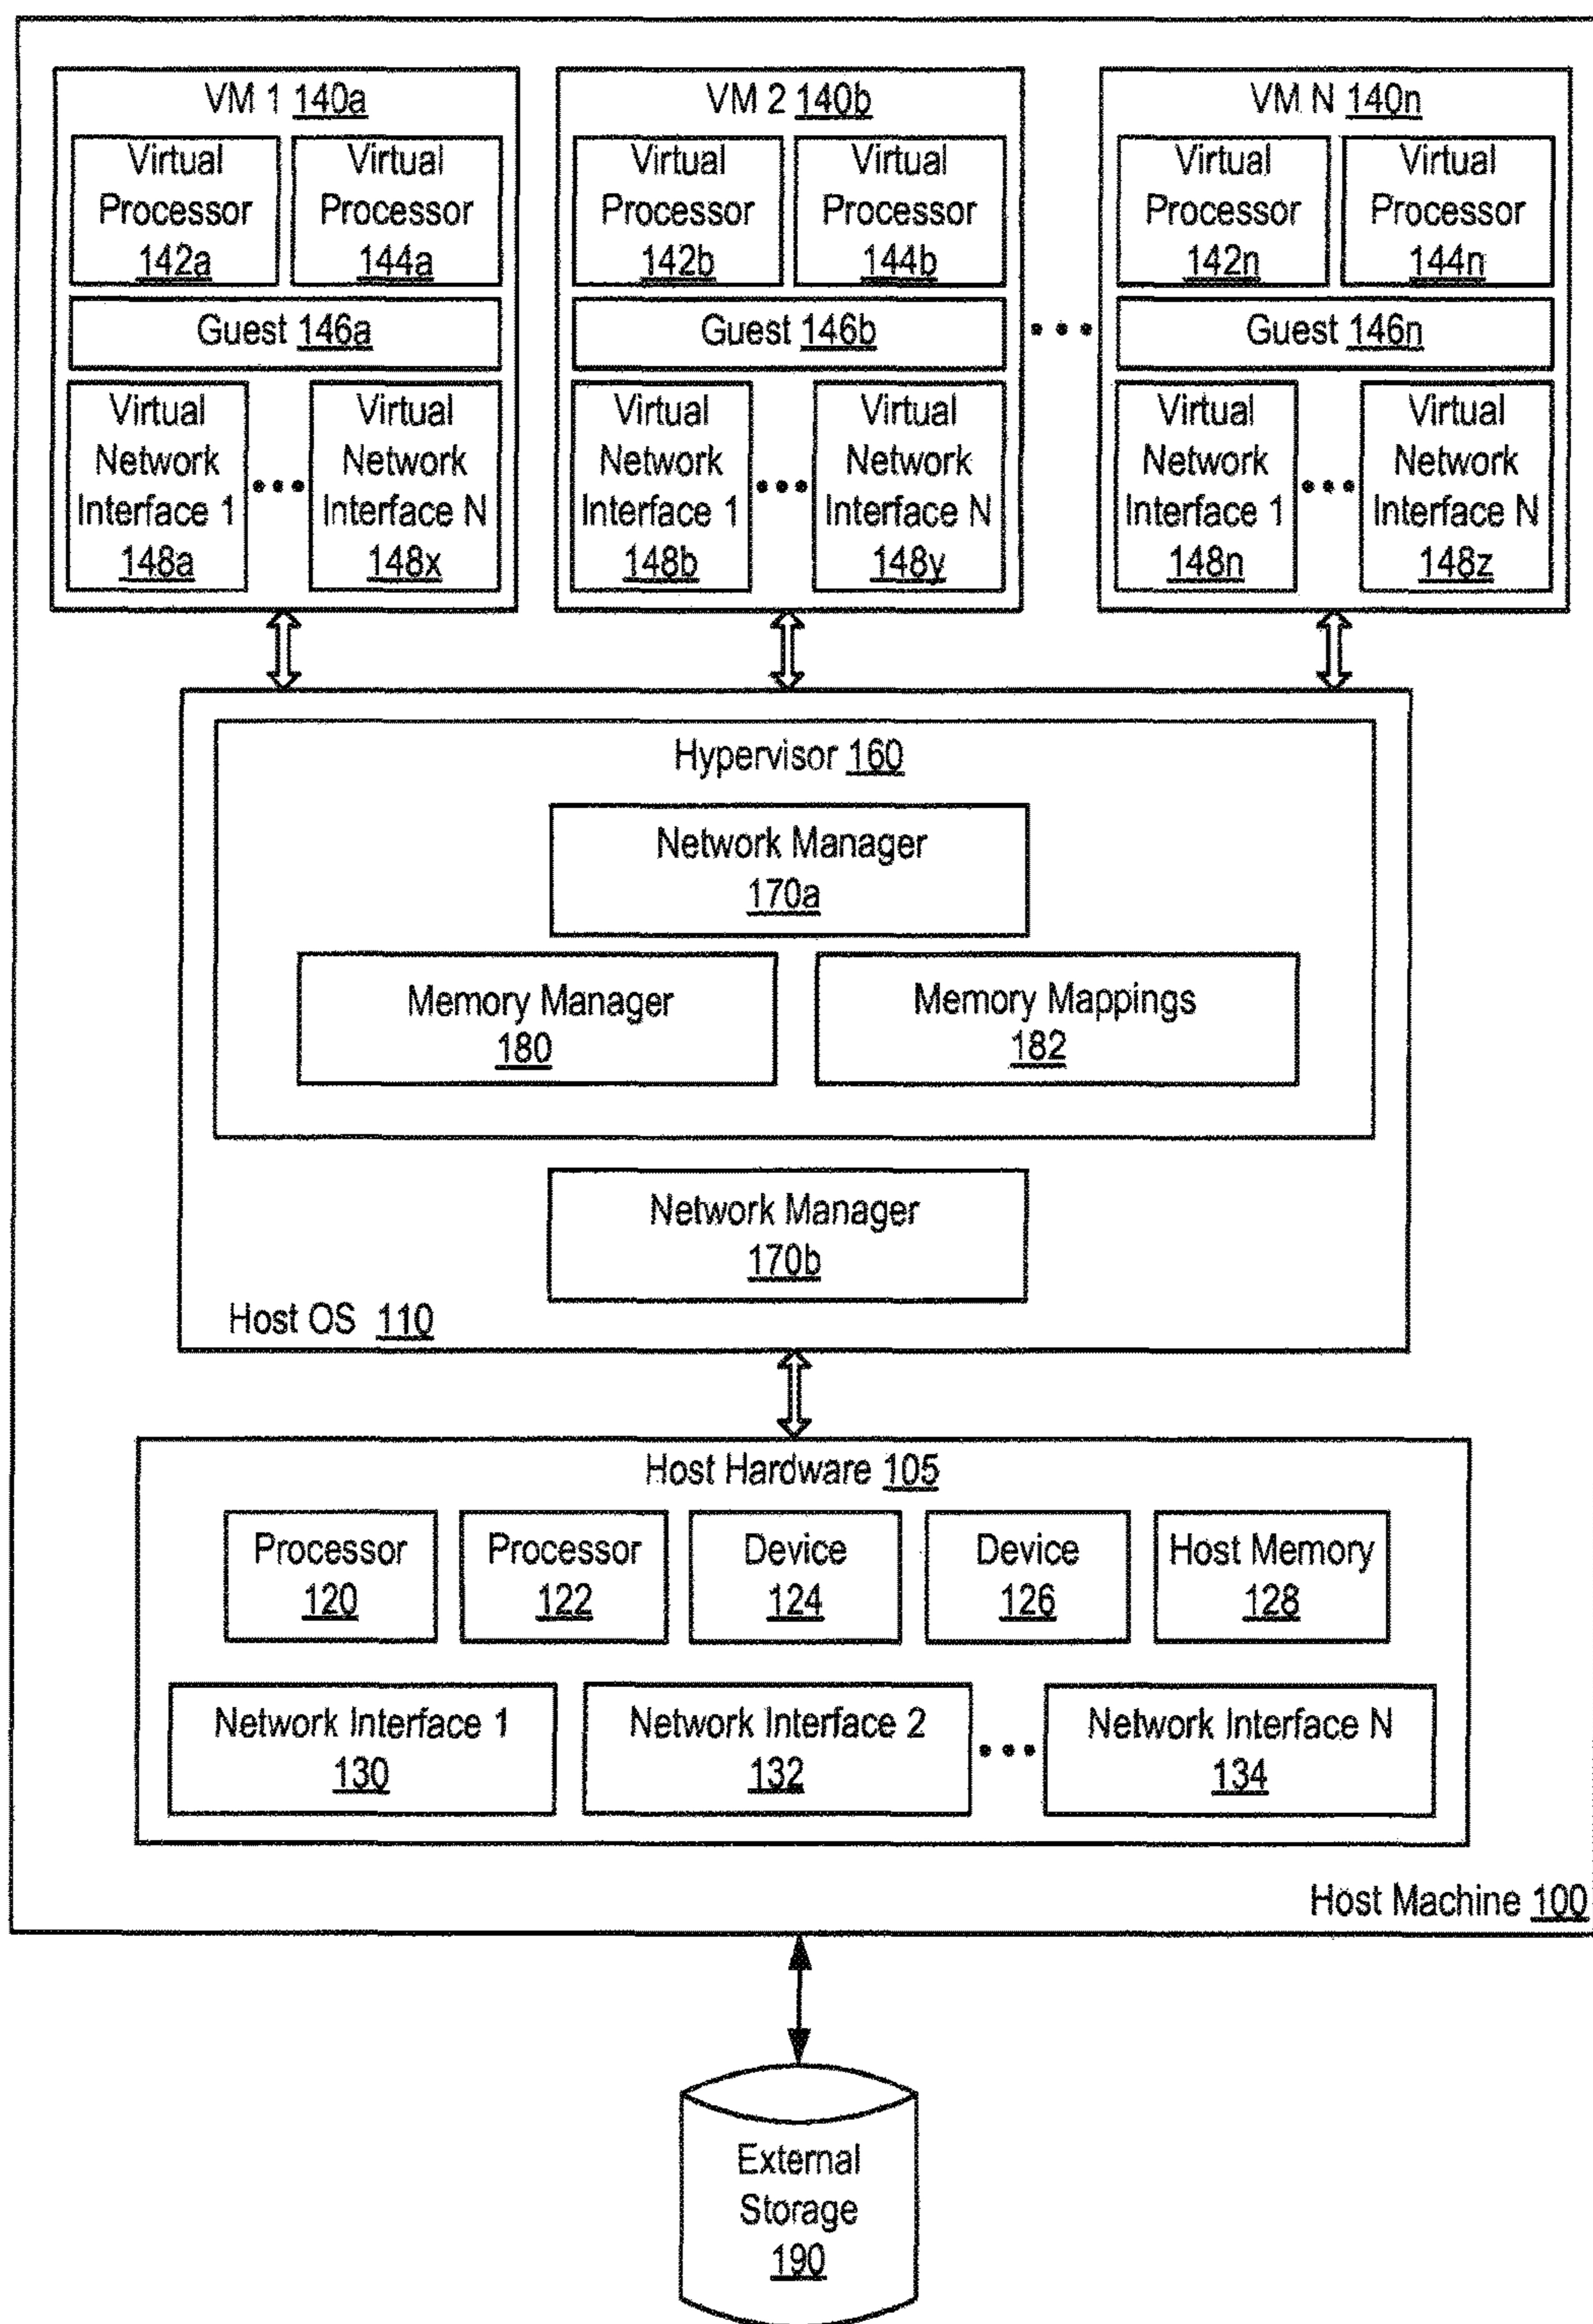 VM 1 140a
Virtual
Processor
142a
Virtual
Processor
144a
Guest 146a
Virtual
Network
Interface 1
148a
•••
Virtual
Network
Interface N
148x
VM 2 140b
Virtual
Processor
142b
Virtual
Processor
144b
Guest 146b
Virtual
Network
Interface 1
148b
•••
Virtual
Network
Interface N
148y
•••
VM N 140n
Virtual
Processor
142n
Virtual
Processor
144n
Guest 146n
Virtual
Network
Interface 1
148n
•••
Virtual
Network
Interface N
148z
Hypervisor 160
Network Manager
170a
Memory Manager
180
Memory Mappings
182
Network Manager
170b
Host OS 110
Host Hardware 105
Processor
120
Processor
122
Device
124
Device
126
Host Memory
128
Network Interface 1
130
Network Interface 2
132
•••
Network Interface N
134
Host Machine 100
External
Storage
190